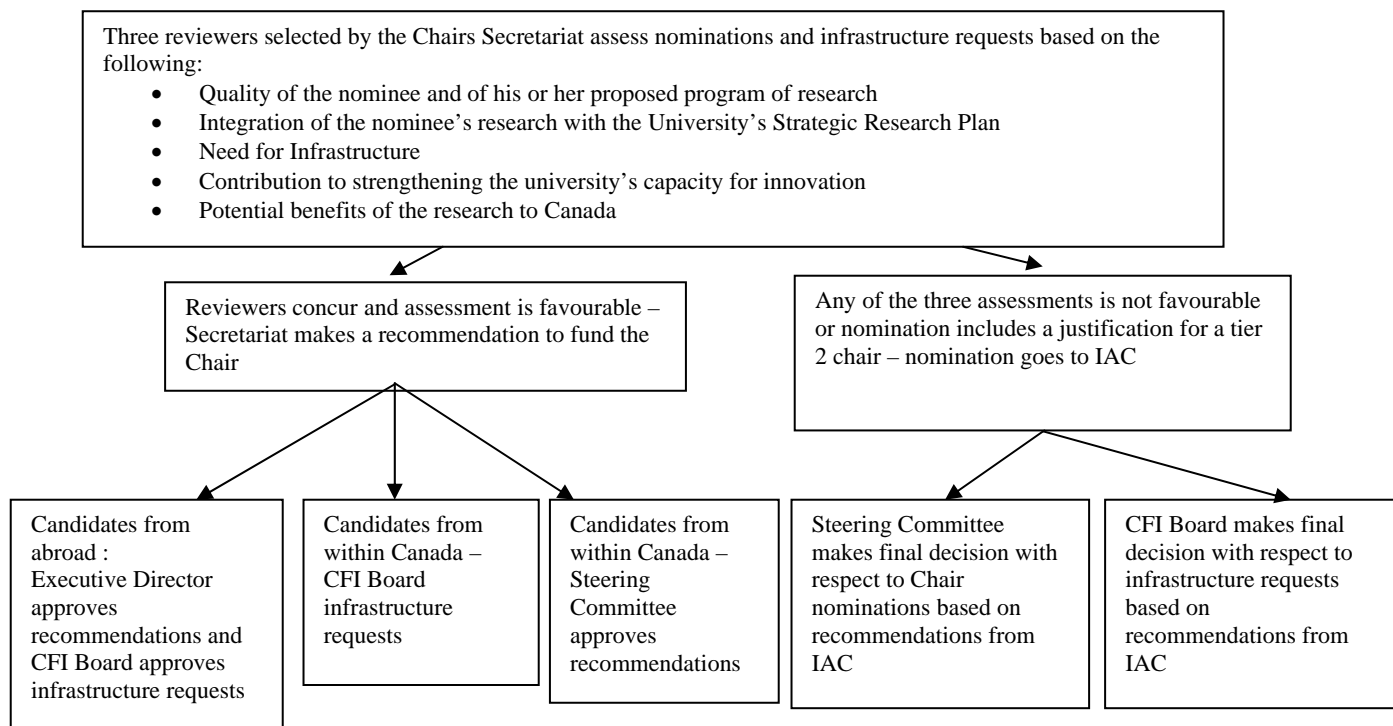 Three reviewers selected by the Chairs Secretariat assess nominations and infrastructure requests based on the
following:
• Quality of the nominee and of his or her proposed program of research
• Integration of the nominee’s research with the University’s Strategic Research Plan
• Need for Infrastructure
• Contribution to strengthening the university’s capacity for innovation
• Potential benefits of the research to Canada
Reviewers concur and assessment is favourable –
Secretariat makes a recommendation to fund the
Chair
Any of the three assessments is not favourable
or nomination includes a justification for a tier
2 chair – nomination goes to IAC
Candidates from
abroad :
Executive Director
approves
recommendations and
CFI Board approves
infrastructure requests
Candidates from
within Canada –
CFI Board
infrastructure
requests
Candidates from
within Canada –
Steering
Committee
approves
recommendations
Steering Committee
makes final decision with
respect to Chair
nominations based on
recommendations from
IAC
CFI Board makes final
decision with respect to
infrastructure requests
based on
recommendations from
IAC